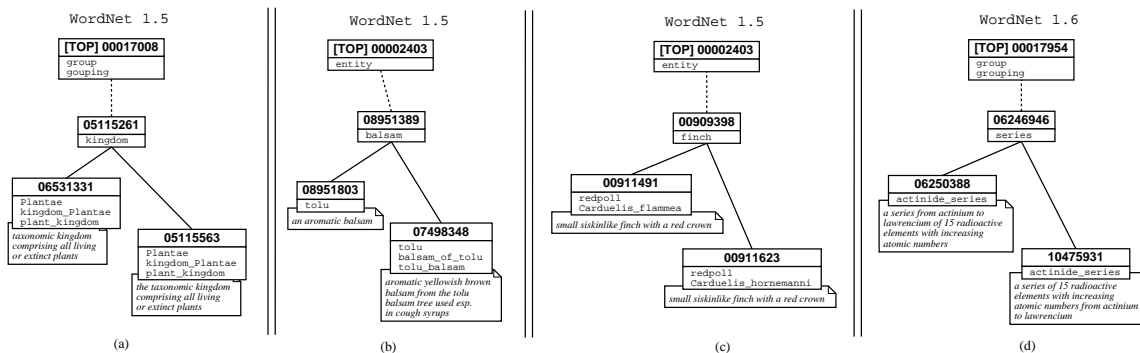 WordNet 1.5
[TOP] 00017008
group
gouping
05115261
kingdom
06531331
Plantae
kingdom_Plantae
plant_kingdom
taxonomic kingdom
comprising all living
or extinct plants
05115563
Plantae
kingdom_Plantae
plant_kingdom
the taxonomic kingdom
comprising all living
or extinct plants
(a)
WordNet 1.5
[TOP] 00002403
entity
08951389
balsam
08951803
tolu
an aromatic balsam
07498348
tolu
balsam_of_tolu
tolu_balsam
aromatic yellowish brown
balsam from the tolu
balsam tree used esp.
in cough syrups
(b)
WordNet 1.5
[TOP] 00002403
entity
00909398
finch
00911491
redpoll
Carduelis_flammea
small siskinlike finch with a red crown
00911623
redpoll
Carduelis_hornemanni
small siskinlike finch with a red crown
(c)
WordNet 1.6
[TOP] 00017954
group
grouping
06246946
series
06250388
actinide_series
a series from actinium to
lawrencium of 15 radioactive
elements with increasing
atomic numbers
10475931
actinide_series
a series of 15 radioactive
elements with increasing
atomic numbers from actinium
to lawrencium
(d)